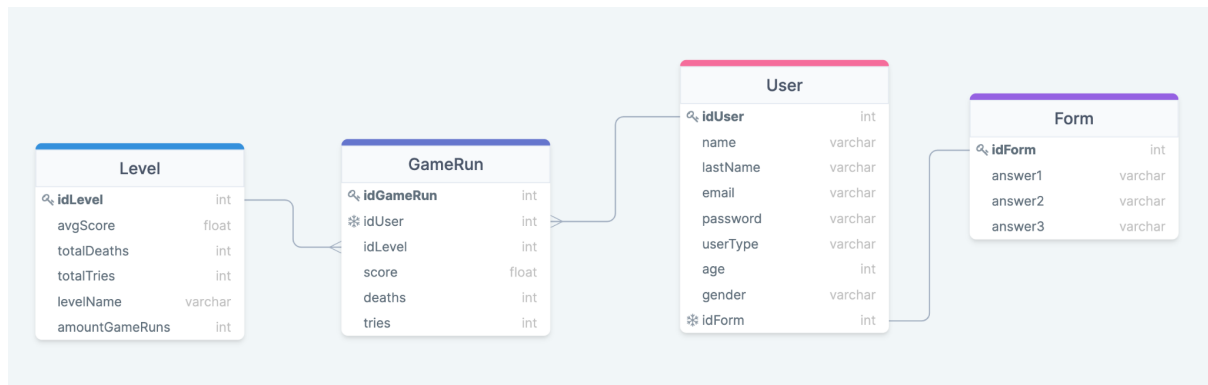 Level
idLevel int
avgScore float
totalDeaths int
totalTries int
levelName varchar
amountGameRuns int
GameRun
idGameRun int
idUser int
idLevel int
score float
deaths int
tries int
User
idUser int
name varchar
lastName varchar
email varchar
password varchar
userType varchar
age int
gender varchar
idForm int
Form
idForm int
answer1 varchar
answer2 varchar
answer3 varchar